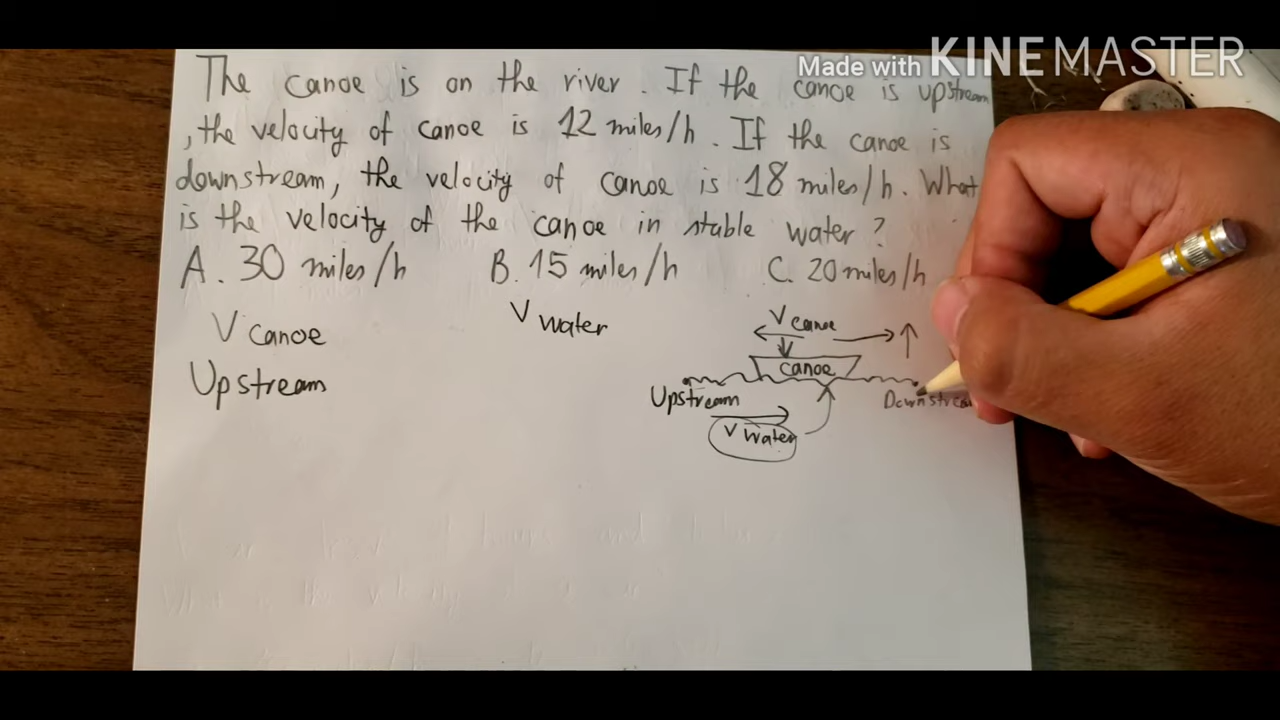 Made with KINEMASTER
The canoe is on the river. If the canoe is upstream
, the velocity of canoe is 12 miles/h. If the canoe is
downstream, the velocity of canoe is 18 miles/h. What
is the velocity of the canoe in stable water?
A. 30 miles/h B. 15 miles/h C. 20 miles/h
V canoe V water V canoe
canoe
Upstream Upstream Downstream
V water